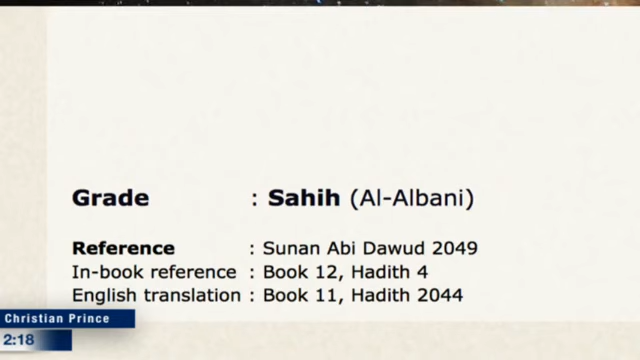 Grade : Sahih (Al-Albani)
Reference : Sunan Abi Dawud 2049
In-book reference : Book 12, Hadith 4
English translation : Book 11, Hadith 2044
Christian Prince
2:18